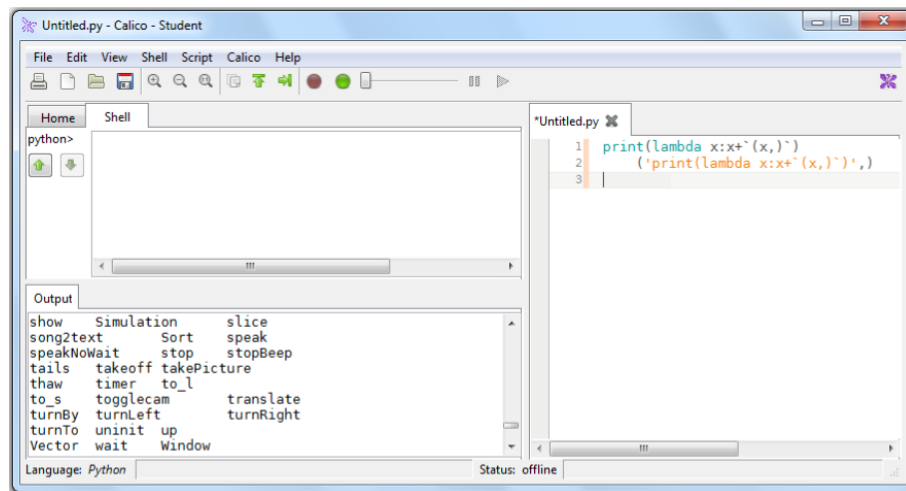 Untitled.py - Calico - Student
File Edit View Shell Script Calico Help
Home Shell
python>
Output
show Simulation slice
song2text Sort speak
speakNoWait stop stopBeep
tails takeoff takePicture
thaw timer to_l
to_s togglecam translate
turnBy turnLeft turnRight
turnTo uninit up
Vector wait Window
*Untitled.py
1 print(lambda x:x+`(x,)`)
2 ('print(lambda x:x+`(x,)`)',)
3
Language: Python Status: offline